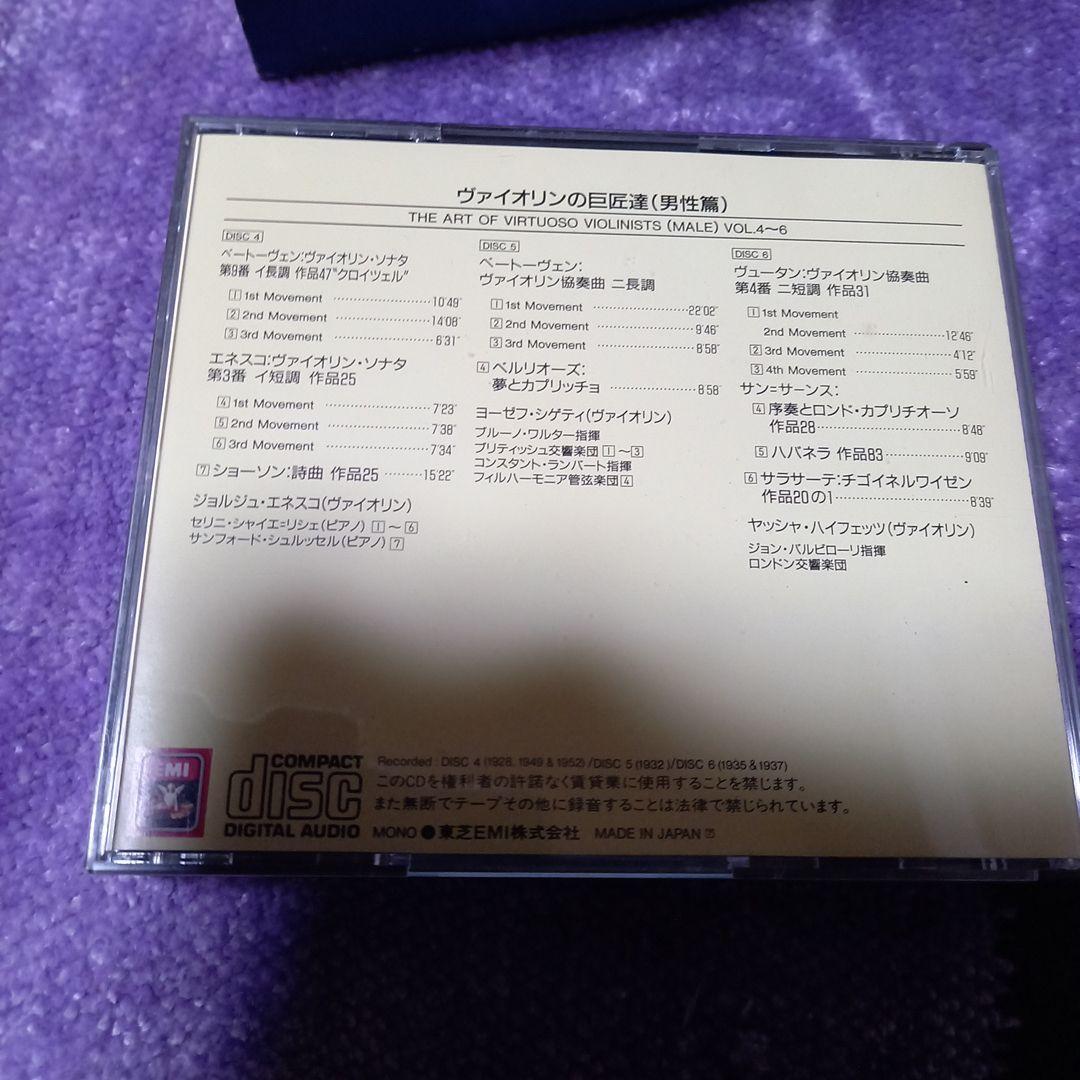 ヴァイオリンの巨匠達(男性篇)
THE ART OF VIRTUOSO VIOLINISTS (MALE) VOL.4〜6
DISC 4
ベートーヴェン:ヴァイオリン・ソナタ
第9番 イ長調 作品47"クロイツェル"
1 1st Movement 10'49"
2 2nd Movement 14'08"
3 3rd Movement 6'31"
エネスコ:ヴァイオリン・ソナタ
第3番 イ短調 作品25
4 1st Movement 7'23"
5 2nd Movement 7'38"
6 3rd Movement 7'34"
7 ショーソン:詩曲 作品25 15'22"
ジョルジュ・エネスコ(ヴァイオリン)
セリニ・シャイエ=リシェ(ピアノ) 1〜6
サンフォード・シュルッセル(ピアノ) 7
DISC 5
ベートーヴェン:
ヴァイオリン協奏曲 ニ長調
1 1st Movement 22'02"
2 2nd Movement 9'46"
3 3rd Movement 8'58"
4 ベルリオーズ:
夢とカプリッチョ 8'58"
ヨーゼフ・シゲティ(ヴァイオリン)
ブルーノ・ワルター指揮
ブリティッシュ交響楽団 1〜3
コンスタント・ランバート指揮
フィルハーモニア管弦楽団 4
DISC 6
ヴュータン:ヴァイオリン協奏曲
第4番 ニ短調 作品31
1 1st Movement
2nd Movement 12'46"
2 3rd Movement 4'12"
3 4th Movement 5'59"
サン=サーンス:
4 序奏とロンド・カプリチオーソ
作品28 8'48"
5 ハバネラ 作品83 9'09"
6 サラサーテ:チゴイネルワイゼン
作品20の1 8'39"
ヤッシャ・ハイフェッツ(ヴァイオリン)
ジョン・バルビローリ指揮
ロンドン交響楽団
EMI
COMPACT
disc
DIGITAL AUDIO
Recorded : DISC 4 (1928, 1949 & 1952) / DISC 5 (1932) / DISC 6 (1935 & 1937)
このCDを権利者の許諾なく賃貸業に使用することを禁じます。
また無断でテープその他に録音することは法律で禁じられています。
MONO ●東芝EMI株式会社 MADE IN JAPAN